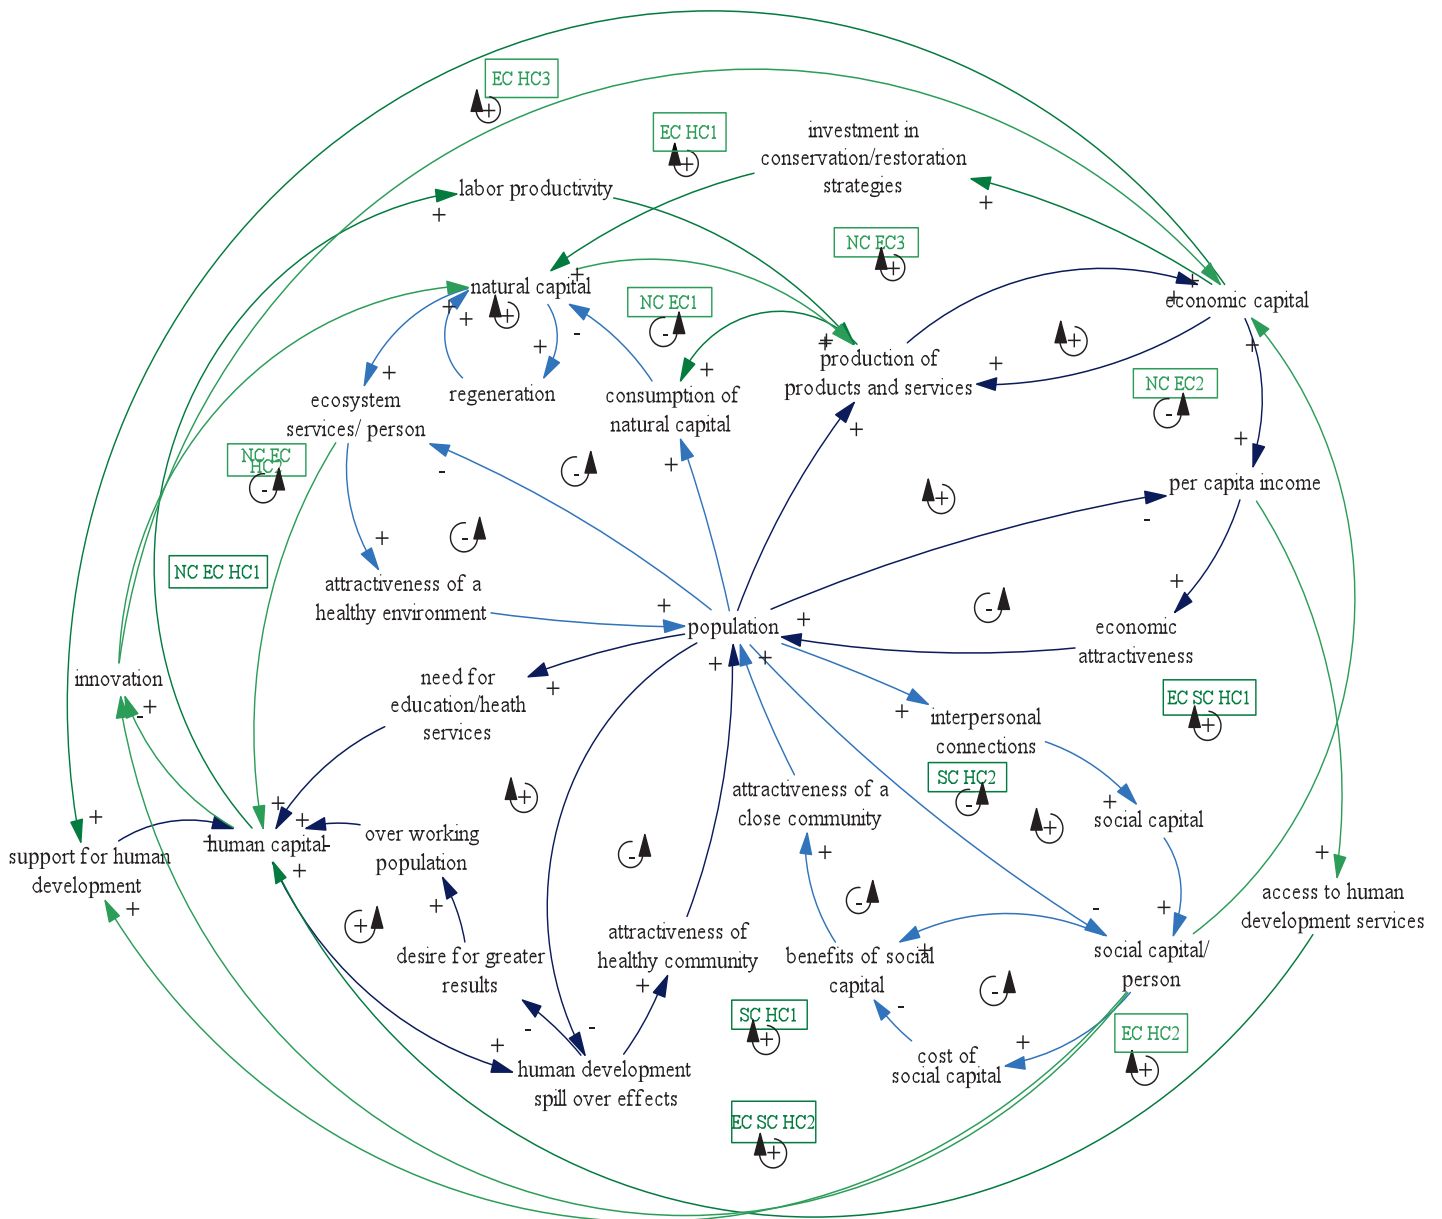 EC HC3
EC HC1
investment in
conservation/restoration
strategies
labor productivity
NC EC3
natural capital
NC EC1
economic capital
production of
products and services
NC EC2
regeneration
consumption of
natural capital
ecosystem
services/ person
NC EC
HC2
per capita income
NC EC HC1
attractiveness of a
healthy environment
population
economic
attractiveness
innovation
need for
education/heath
services
EC SC HC1
interpersonal
connections
SC HC2
attractiveness of a
close community
social capital
over working
population
human capital
support for human
development
access to human
development services
attractiveness of
healthy community
desire for greater
results
benefits of social
capital
social capital/
person
SC HC1
EC HC2
cost of
social capital
human development
spill over effects
EC SC HC2